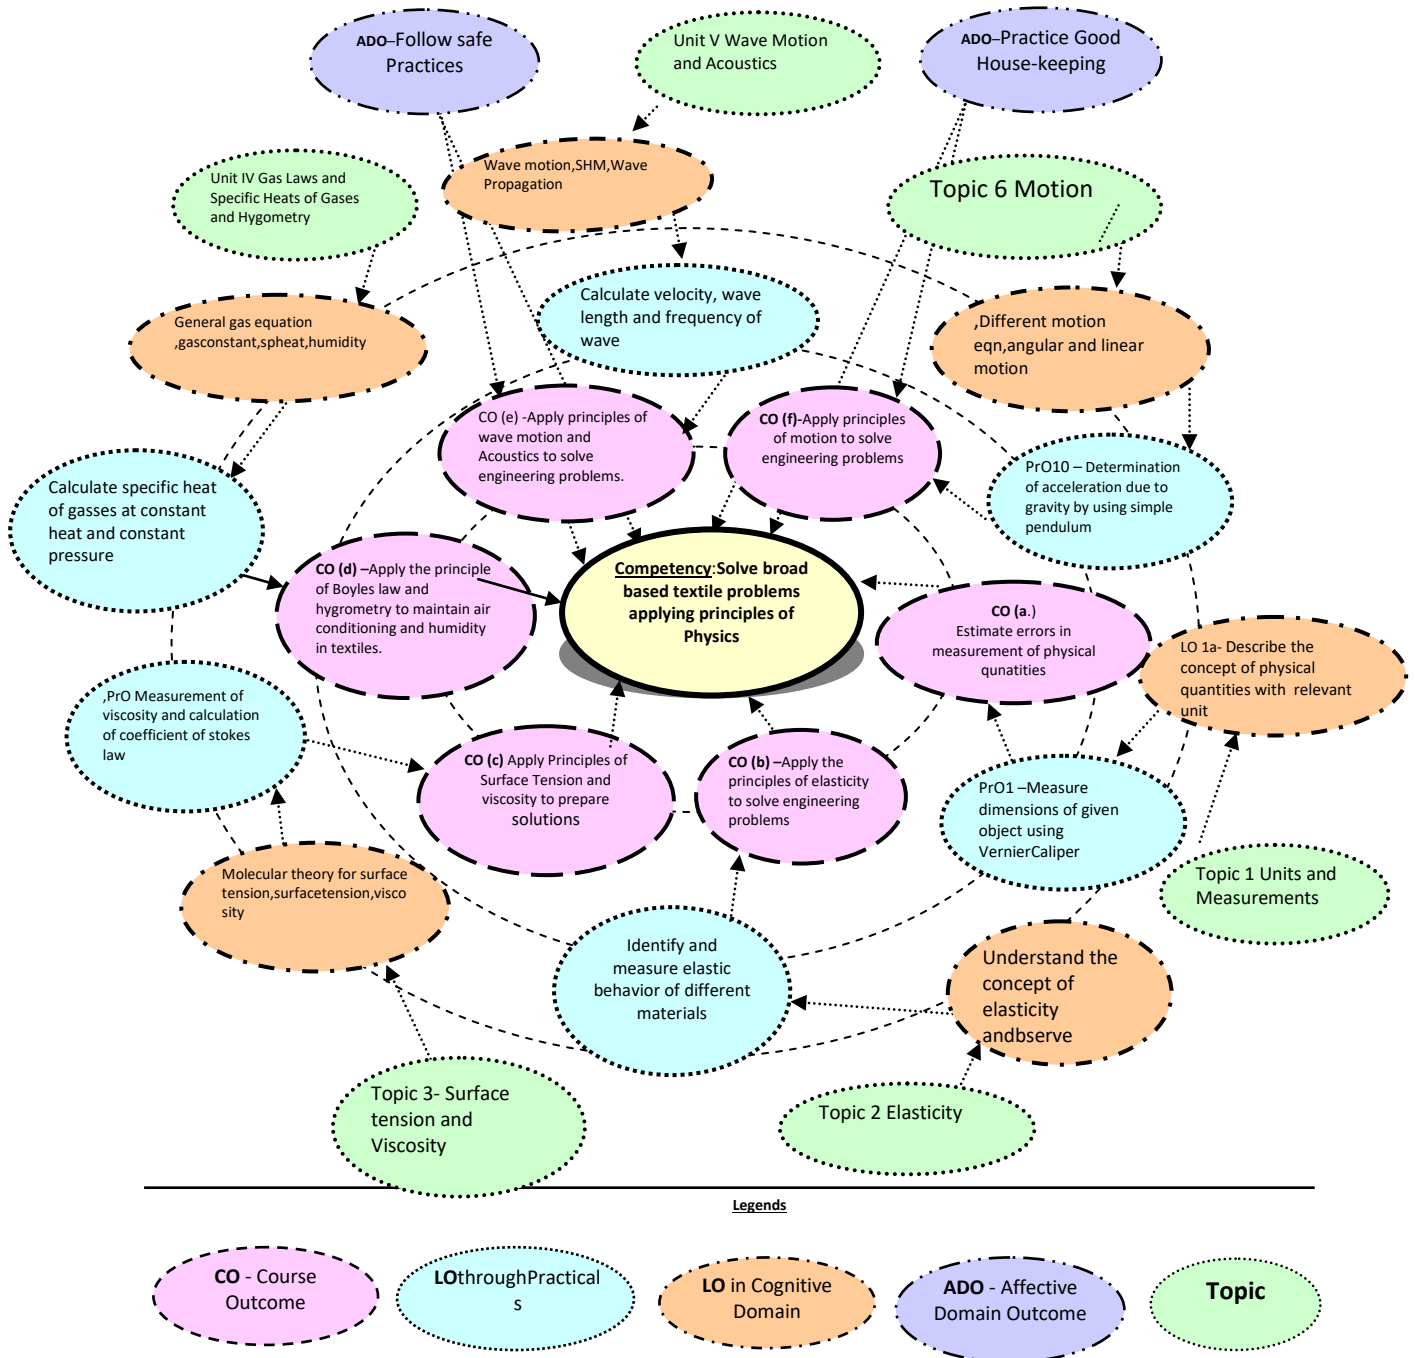 ADO–Follow safe
Practices
Unit V Wave Motion
and Acoustics
ADO–Practice Good
House-keeping
Unit IV Gas Laws and
Specific Heats of Gases
and Hygometry
Wave motion,SHM,Wave
Propagation
Topic 6 Motion
General gas equation
,gasconstant,spheat,humidity
Calculate velocity, wave
length and frequency of
wave
,Different motion
eqn,angular and linear
motion
CO (e) -Apply principles of
wave motion and
Acoustics to solve
engineering problems.
CO (f)-Apply principles
of motion to solve
engineering problems
PrO10 – Determination
of acceleration due to
gravity by using simple
pendulum
Calculate specific heat
of gasses at constant
heat and constant
pressure
CO (d) –Apply the principle
of Boyles law and
hygrometry to maintain air
conditioning and humidity
in textiles.
Competency:Solve broad
based textile problems
applying principles of
Physics
CO (a.)
Estimate errors in
measurement of physical
qunatities
LO 1a- Describe the
concept of physical
quantities with relevant
unit
,PrO Measurement of
viscosity and calculation
of coefficient of stokes
law
CO (c) Apply Principles of
Surface Tension and
viscosity to prepare
solutions
CO (b) –Apply the
principles of elasticity
to solve engineering
problems
PrO1 –Measure
dimensions of given
object using
VernierCaliper
Molecular theory for surface
tension,surfacetension,visco
sity
Topic 1 Units and
Measurements
Identify and
measure elastic
behavior of different
materials
Understand the
concept of
elasticity
andbserve
Topic 3- Surface
tension and
Viscosity
Topic 2 Elasticity
Legends
CO - Course
Outcome
LOthroughPractical
s
LO in Cognitive
Domain
ADO - Affective
Domain Outcome
Topic